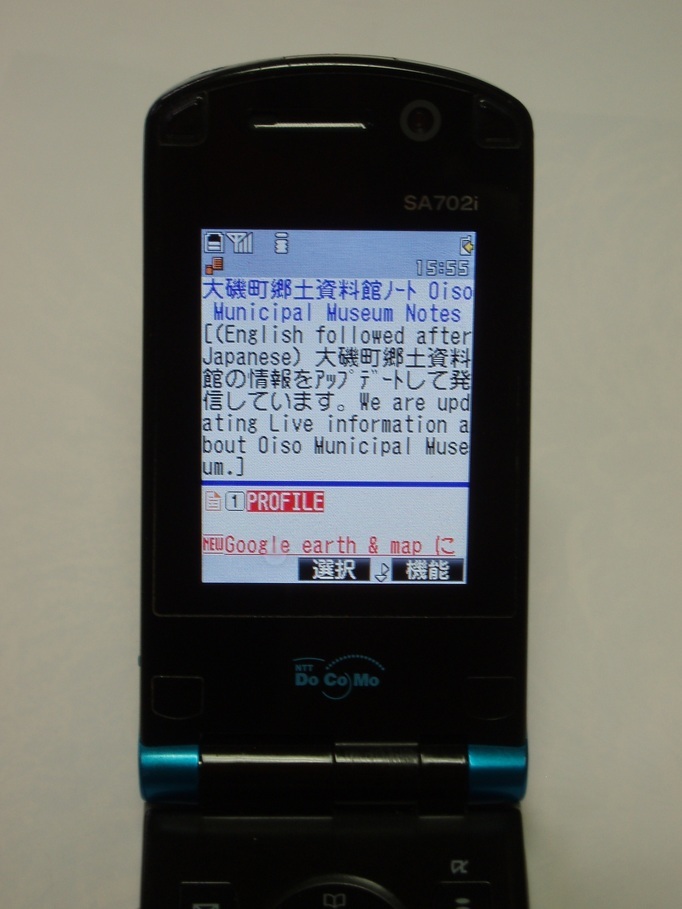 SA702i
15:55
大磯町郷土資料館ﾉｰﾄ Oiso
Municipal Museum Notes
[(English followed after
Japanese) 大磯町郷土資料
館の情報をｱｯﾌﾟﾃﾞｰﾄして発
信しています。We are upd
ating Live information a
bout Oiso Municipal Muse
um.]
1 PROFILE
NEW Google earth & map に
選択 機能
NTT
DoCoMo